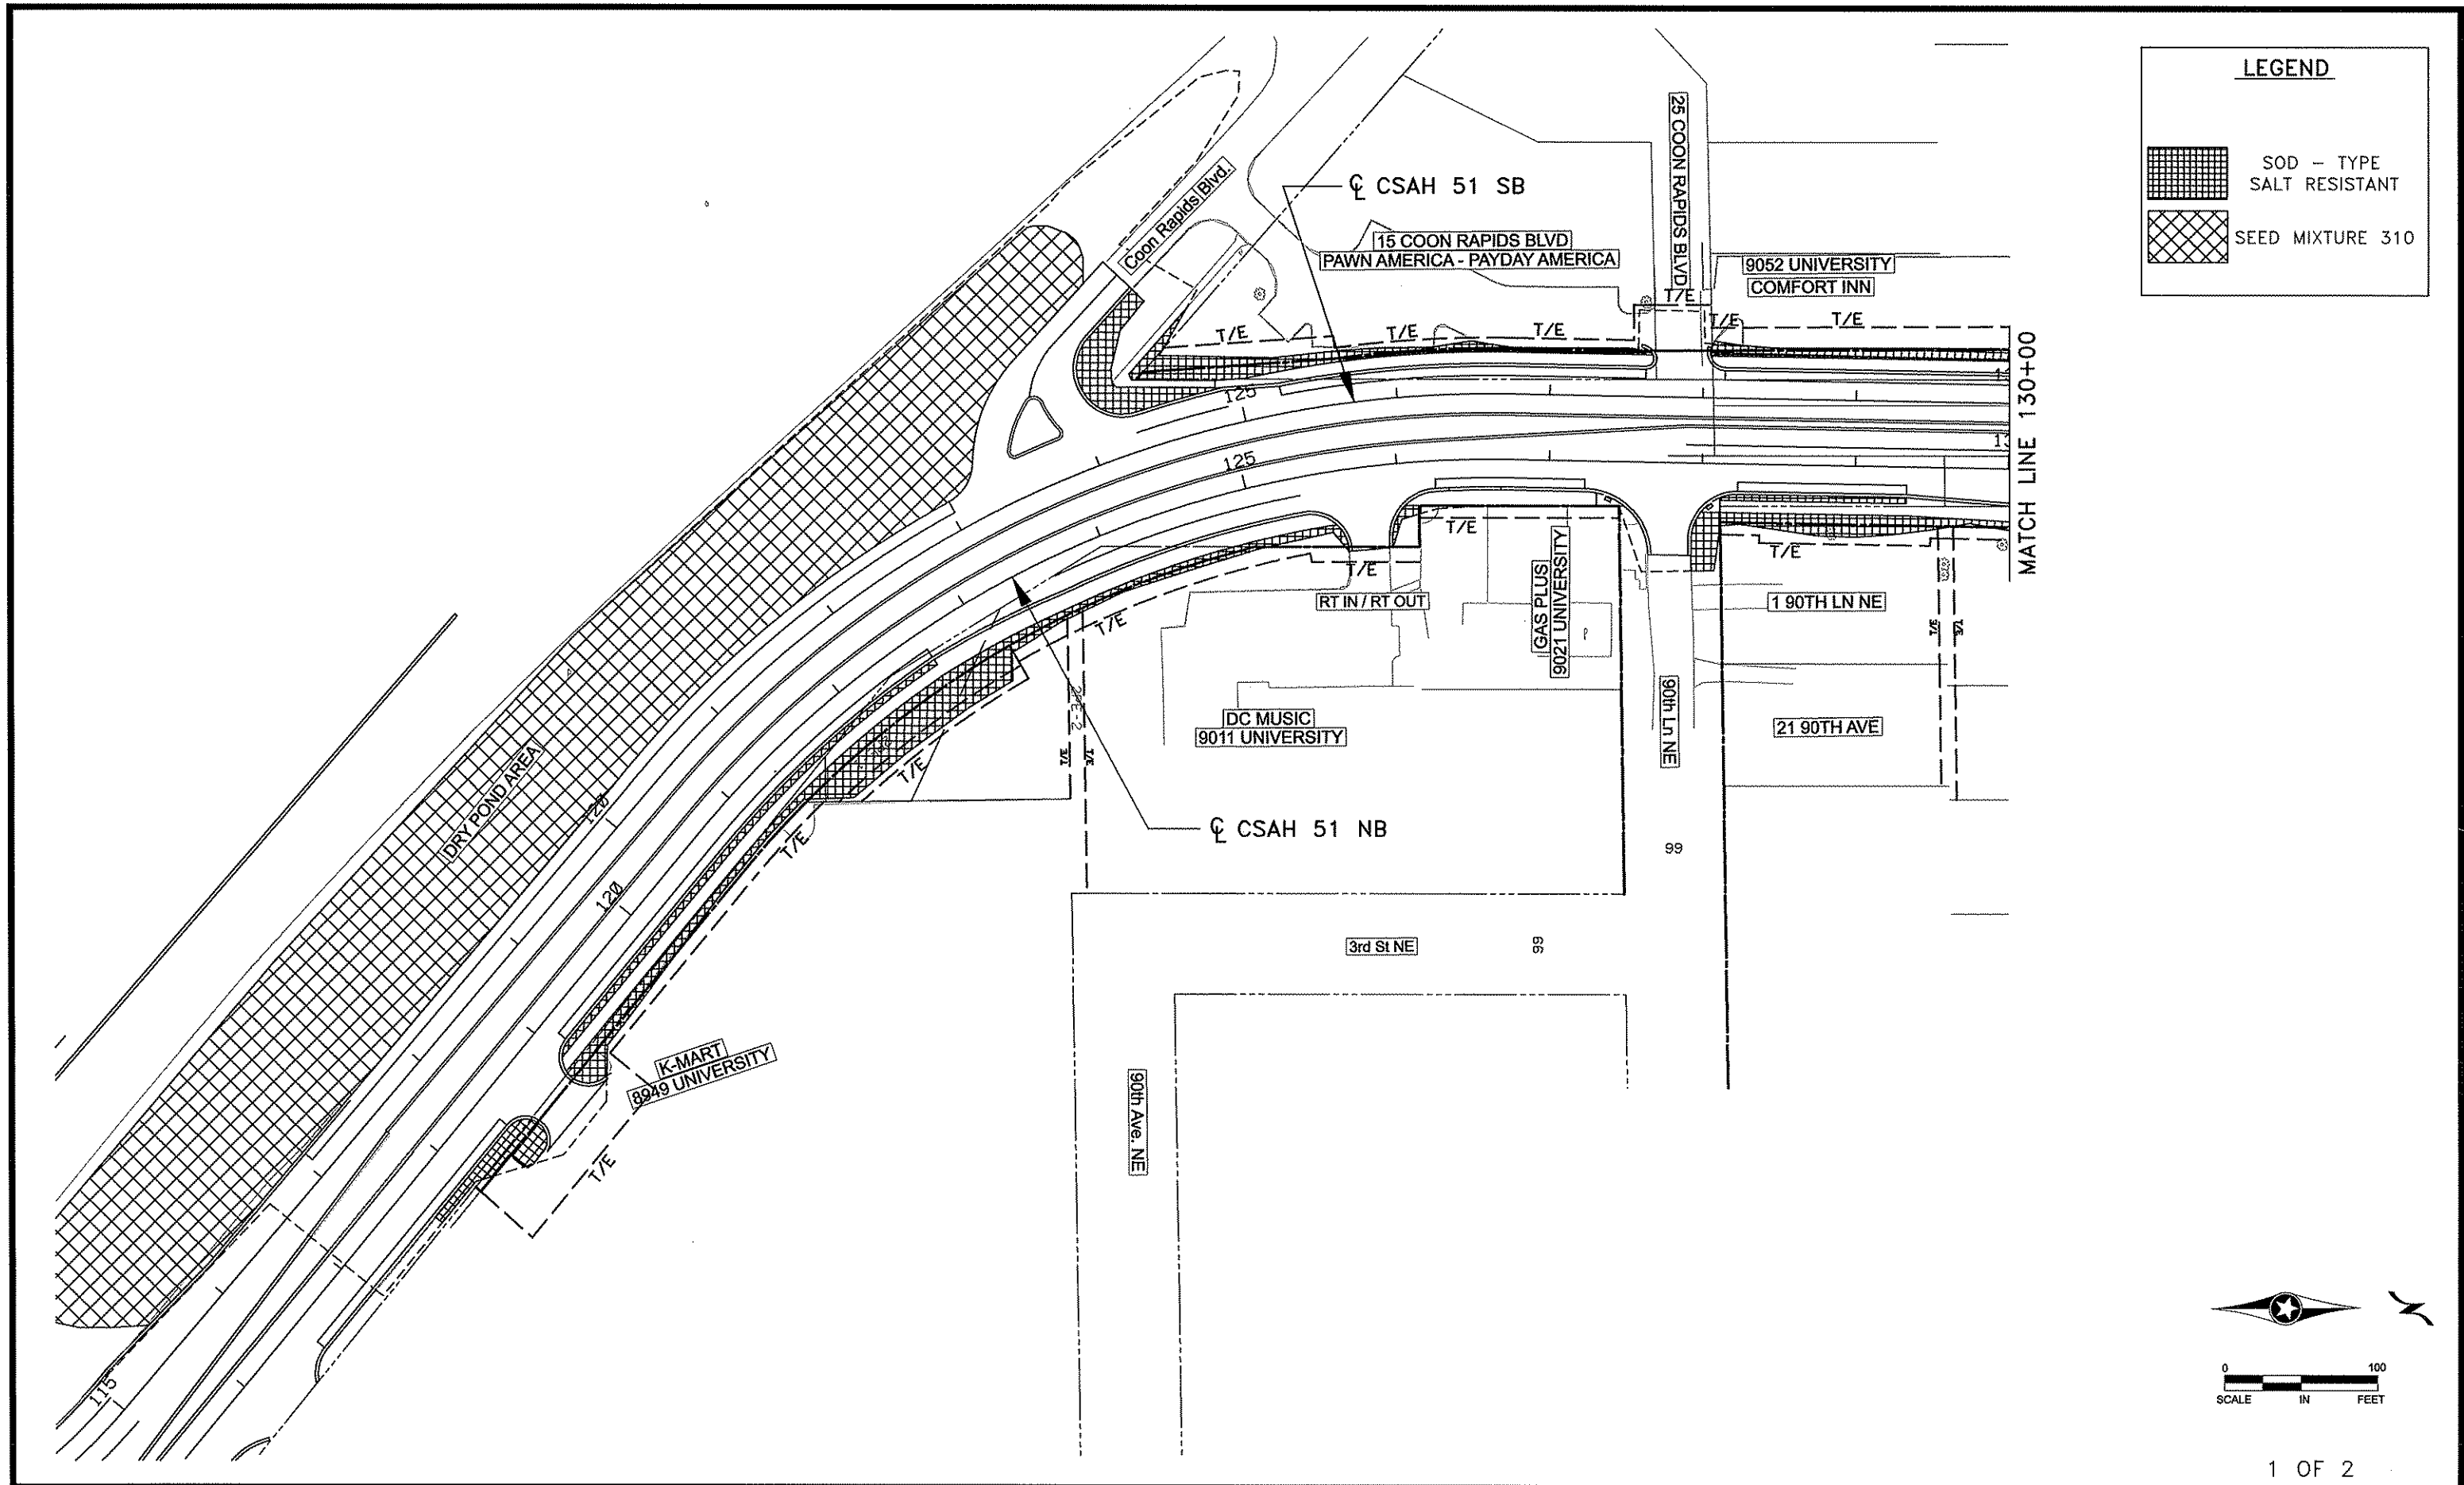 LEGEND
SOD - TYPE
SALT RESISTANT
SEED MIXTURE 310
Coon Rapids Blvd.
℄ CSAH 51 SB
15 COON RAPIDS BLVD
PAWN AMERICA - PAYDAY AMERICA
25 COON RAPIDS BLVD
9052 UNIVERSITY
COMFORT INN
T/E
T/E
T/E
T/E
T/E
T/E
MATCH LINE 130+00
125
125
13
T/E
T/E
T/E
T/E
RT IN / RT OUT
GAS PLUS
9021 UNIVERSITY
1 90TH LN NE
T/E
T/E
90th Ln NE
21 90TH AVE
DC MUSIC
9011 UNIVERSITY
T/E
T/E
T/E
T/E
DRY POND AREA
120
120
℄ CSAH 51 NB
99
3rd St NE
99
K-MART
8949 UNIVERSITY
T/E
90th Ave. NE
115
0 100
SCALE IN FEET
1 OF 2